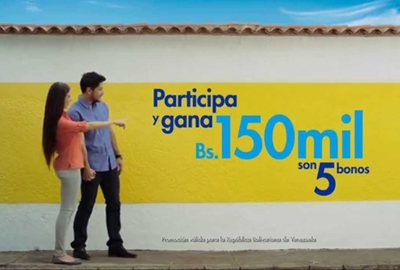 Participa
y gana
Bs.150mil
son 5 bonos
Promoción válida para la República Bolivariana de Venezuela